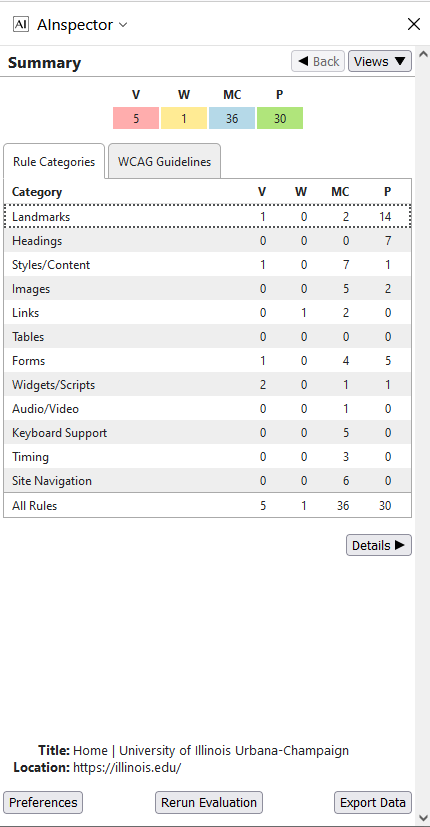 AI AInspector
Summary
Back Views
V W MC P
5 1 36 30
Rule Categories WCAG Guidelines
Category V W MC P
Landmarks 1 0 2 14
Headings 0 0 0 7
Styles/Content 1 0 7 1
Images 0 0 5 2
Links 0 1 2 0
Tables 0 0 0 0
Forms 1 0 4 5
Widgets/Scripts 2 0 1 1
Audio/Video 0 0 1 0
Keyboard Support 0 0 5 0
Timing 0 0 3 0
Site Navigation 0 0 6 0
All Rules 5 1 36 30
Details
Title: Home | University of Illinois Urbana-Champaign
Location: https://illinois.edu/
Preferences Rerun Evaluation Export Data